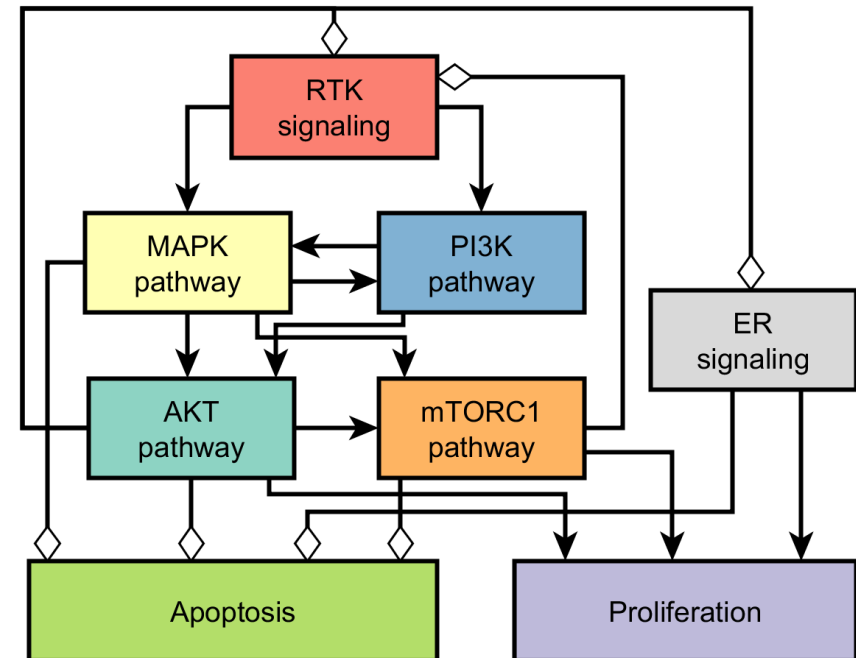 RTK
signaling
MAPK
pathway
PI3K
pathway
ER
signaling
AKT
pathway
mTORC1
pathway
Apoptosis
Proliferation